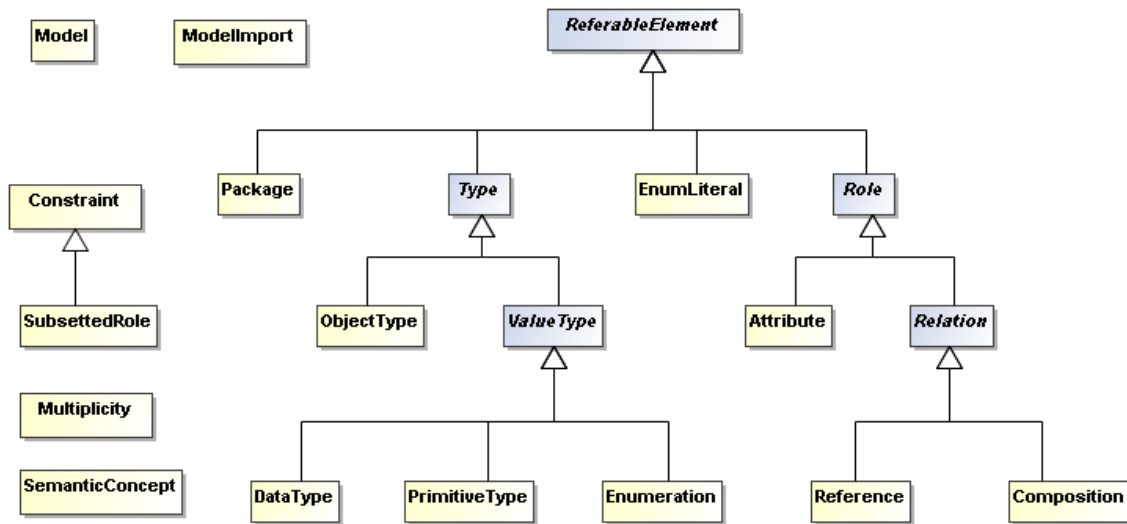 ReferableElement
Model
ModelImport
Package
Type
EnumLiteral
Role
Constraint
SubsettedRole
ObjectType
ValueType
Attribute
Relation
Multiplicity
SemanticConcept
DataType
PrimitiveType
Enumeration
Reference
Composition